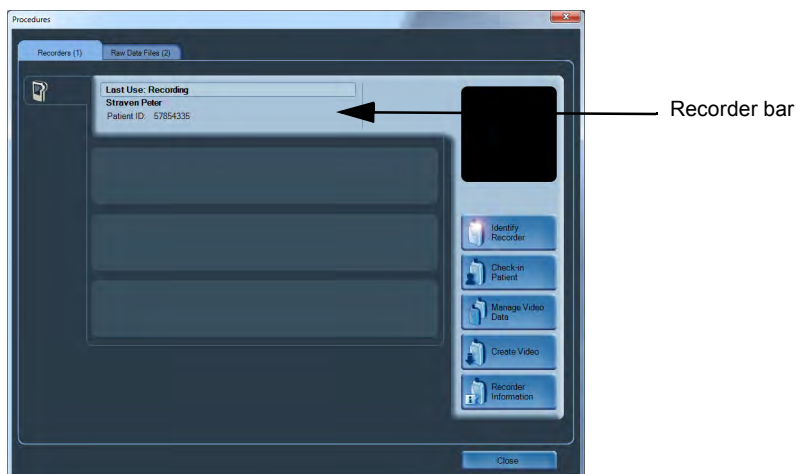 Procedures
Recorders (1)
Raw Data Files (2)
Last Use: Recording
Straven Peter
Patient ID: 57854335
Recorder bar
Identify
Recorder
Check-in
Patient
Manage Video
Data
Create Video
Recorder
Information
Close